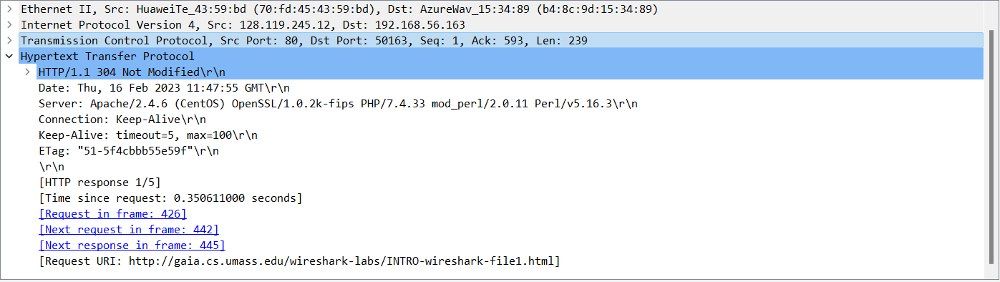 Ethernet II, Src: HuaweiTe_43:59:bd (70:fd:45:43:59:bd), Dst: AzureWav_15:34:89 (b4:8c:9d:15:34:89)
Internet Protocol Version 4, Src: 128.119.245.12, Dst: 192.168.56.163
Transmission Control Protocol, Src Port: 80, Dst Port: 50163, Seq: 1, Ack: 593, Len: 239
Hypertext Transfer Protocol
HTTP/1.1 304 Not Modified\r\n
Date: Thu, 16 Feb 2023 11:47:55 GMT\r\n
Server: Apache/2.4.6 (CentOS) OpenSSL/1.0.2k-fips PHP/7.4.33 mod_perl/2.0.11 Perl/v5.16.3\r\n
Connection: Keep-Alive\r\n
Keep-Alive: timeout=5, max=100\r\n
ETag: "51-5f4cbbb55e59f"\r\n
\r\n
[HTTP response 1/5]
[Time since request: 0.350611000 seconds]
[Request in frame: 426]
[Next request in frame: 442]
[Next response in frame: 445]
[Request URI: http://gaia.cs.umass.edu/wireshark-labs/INTRO-wireshark-file1.html]